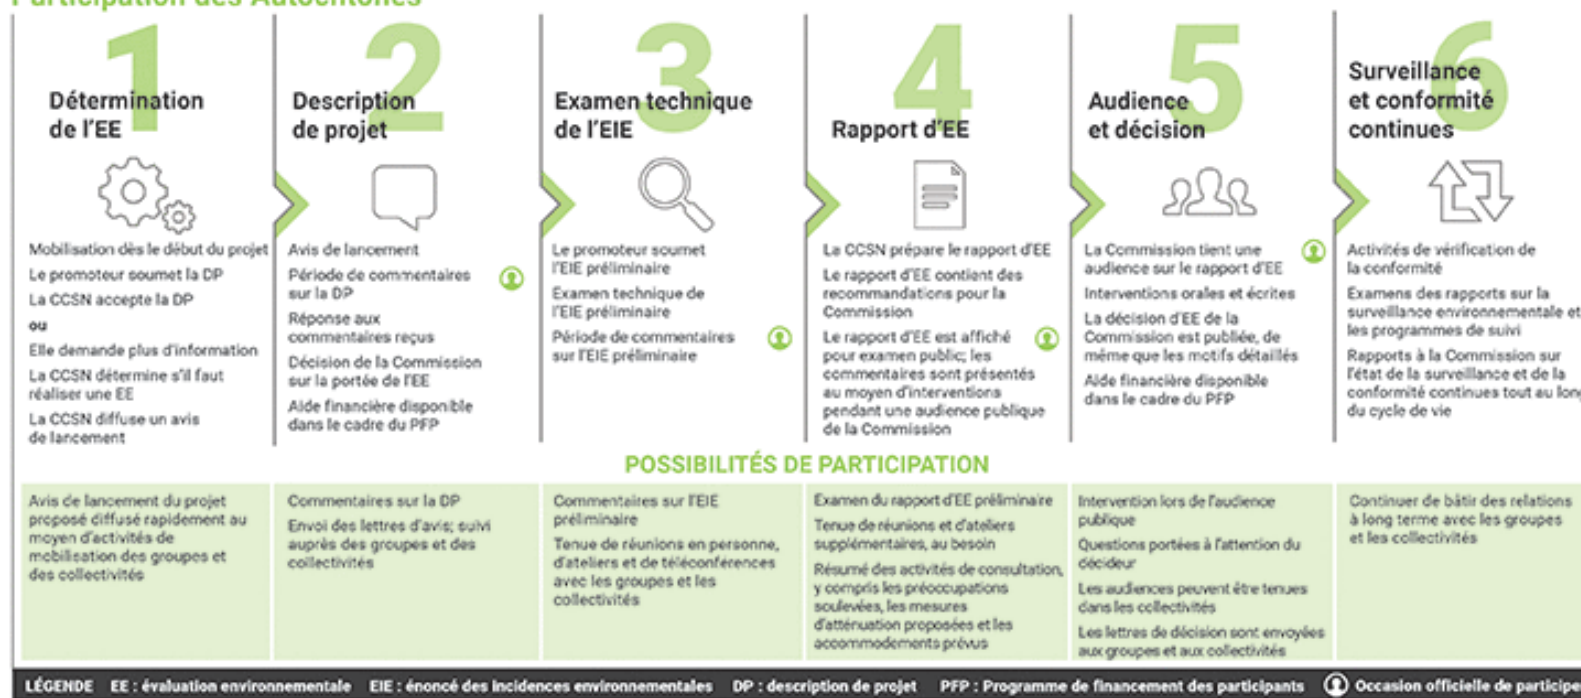 Participation des Autochtones
1
Détermination
de l'EE
Mobilisation dès le début du projet
Le promoteur soumet la DP
La CCSN accepte la DP
ou
Elle demande plus d'information
La CCSN détermine s'il faut
réaliser une EE
La CCSN diffuse un avis
de lancement
2
Description
de projet
Avis de lancement
Période de commentaires
sur la DP
Réponse aux
commentaires reçus
Décision de la Commission
sur la portée de l'EE
Aide financière disponible
dans le cadre du PFP
3
Examen technique
de l'EIE
Le promoteur soumet
l'EIE préliminaire
Examen technique de
l'EIE préliminaire
Période de commentaires
sur l'EIE préliminaire
4
Rapport d'EE
La CCSN prépare le rapport d'EE
Le rapport d'EE contient des
recommandations pour la
Commission
Le rapport d'EE est affiché
pour examen public; les
commentaires sont présentés
au moyen d'interventions
pendant une audience publique
de la Commission
5
Audience
et décision
La Commission tient une
audience sur le rapport d'EE
Interventions orales et écrites
La décision d'EE de la
Commission est publiée, de
même que les motifs détaillés
Aide financière disponible
dans le cadre du PFP
6
Surveillance
et conformité
continues
Activités de vérification de
la conformité
Examens des rapports sur la
surveillance environnementale et
les programmes de suivi
Rapports à la Commission sur
l'état de la surveillance et de la
conformité continues tout au long
du cycle de vie
POSSIBILITÉS DE PARTICIPATION
Avis de lancement du projet
proposé diffusé rapidement au
moyen d'activités de
mobilisation des groupes et
des collectivités
Commentaires sur la DP
Envoi des lettres d'avis; suivi
auprès des groupes et des
collectivités
Commentaires sur l'EIE
préliminaire
Tenue de réunions en personne,
d'ateliers et de téléconférences
avec les groupes et les
collectivités
Examen du rapport d'EE préliminaire
Tenue de réunions et d'ateliers
supplémentaires, au besoin
Résumé des activités de consultation,
y compris les préoccupations
soulevées, les mesures
d'atténuation proposées et les
accommodements prévus
Intervention lors de l'audience
publique
Questions portées à l'attention du
décideur
Les audiences peuvent être tenues
dans les collectivités
Les lettres de décision sont envoyées
aux groupes et aux collectivités
Continuer de bâtir des relations
à long terme avec les groupes
et les collectivités
LÉGENDE EE : évaluation environnementale EIE : énoncé des incidences environnementales DP : description de projet PFP : Programme de financement des participants Occasion officielle de participe